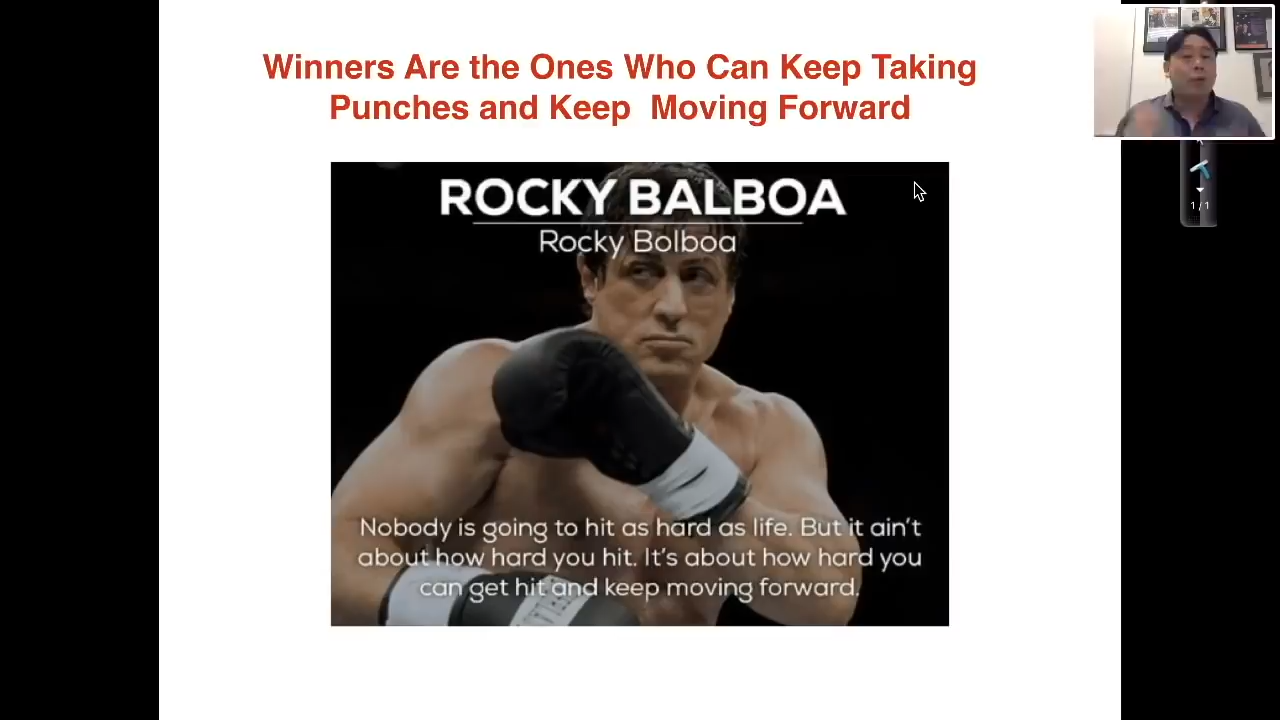 Winners Are the Ones Who Can Keep Taking
Punches and Keep  Moving Forward
ROCKY BALBOA
Rocky Bolboa
Nobody is going to hit as hard as life. But it ain't
about how hard you hit. It's about how hard you
can get hit and keep moving forward.
1 / 1